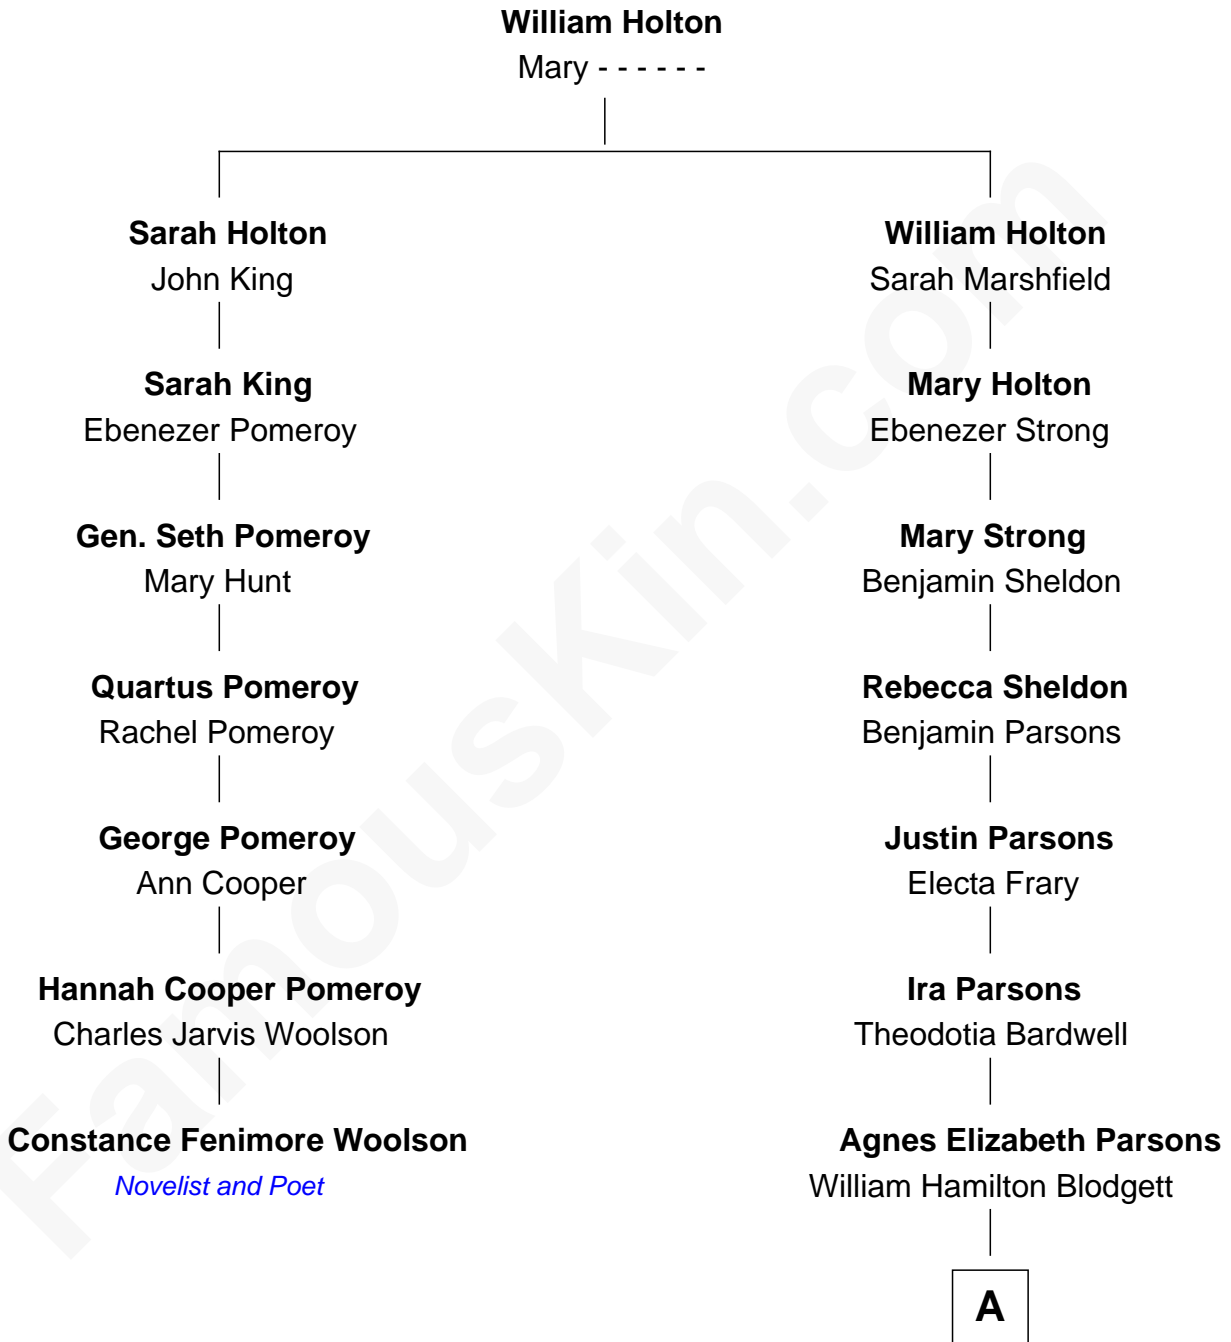 William Holton
Mary - - - - - -
Sarah Holton
John King
William Holton
Sarah Marshfield
Sarah King
Ebenezer Pomeroy
Mary Holton
Ebenezer Strong
Gen. Seth Pomeroy
Mary Hunt
Mary Strong
Benjamin Sheldon
Quartus Pomeroy
Rachel Pomeroy
Rebecca Sheldon
Benjamin Parsons
George Pomeroy
Ann Cooper
Justin Parsons
Electa Frary
Hannah Cooper Pomeroy
Charles Jarvis Woolson
Ira Parsons
Theodotia Bardwell
Constance Fenimore Woolson
Novelist and Poet
Agnes Elizabeth Parsons
William Hamilton Blodgett
A
FamousKin.com